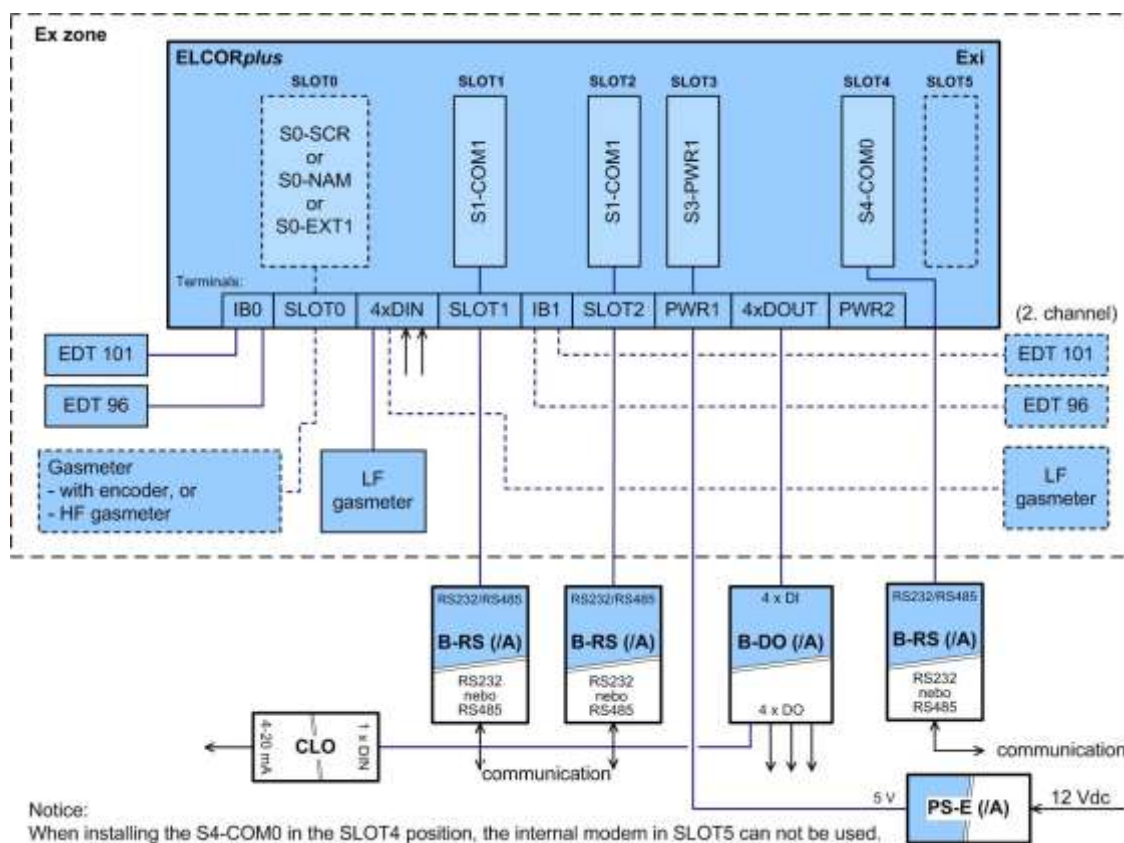 Ex zone
ELCORplus
Exi
SLOT0
SLOT1
SLOT2
SLOT3
SLOT4
SLOT5
S0-SCR
or
S0-NAM
or
S0-EXT1
S1-COM1
S1-COM1
S3-PWR1
S4-COM0
Terminals:
IB0
SLOT0
4xDIN
SLOT1
IB1
SLOT2
PWR1
4xDOUT
PWR2
(2. channel)
EDT 101
EDT 96
EDT 101
EDT 96
Gasmeter
- with encoder, or
- HF gasmeter
LF
gasmeter
LF
gasmeter
RS232/RS485
B-RS (/A)
RS232
nebo
RS485
RS232/RS485
B-RS (/A)
RS232
nebo
RS485
4 x DI
B-DO (/A)
4 x DO
RS232/RS485
B-RS (/A)
RS232
nebo
RS485
4-20 mA
CLO
1 x DIN
communication
communication
5 V
PS-E (/A)
12 Vdc
Notice:
When installing the S4-COM0 in the SLOT4 position, the internal modem in SLOT5 can not be used.